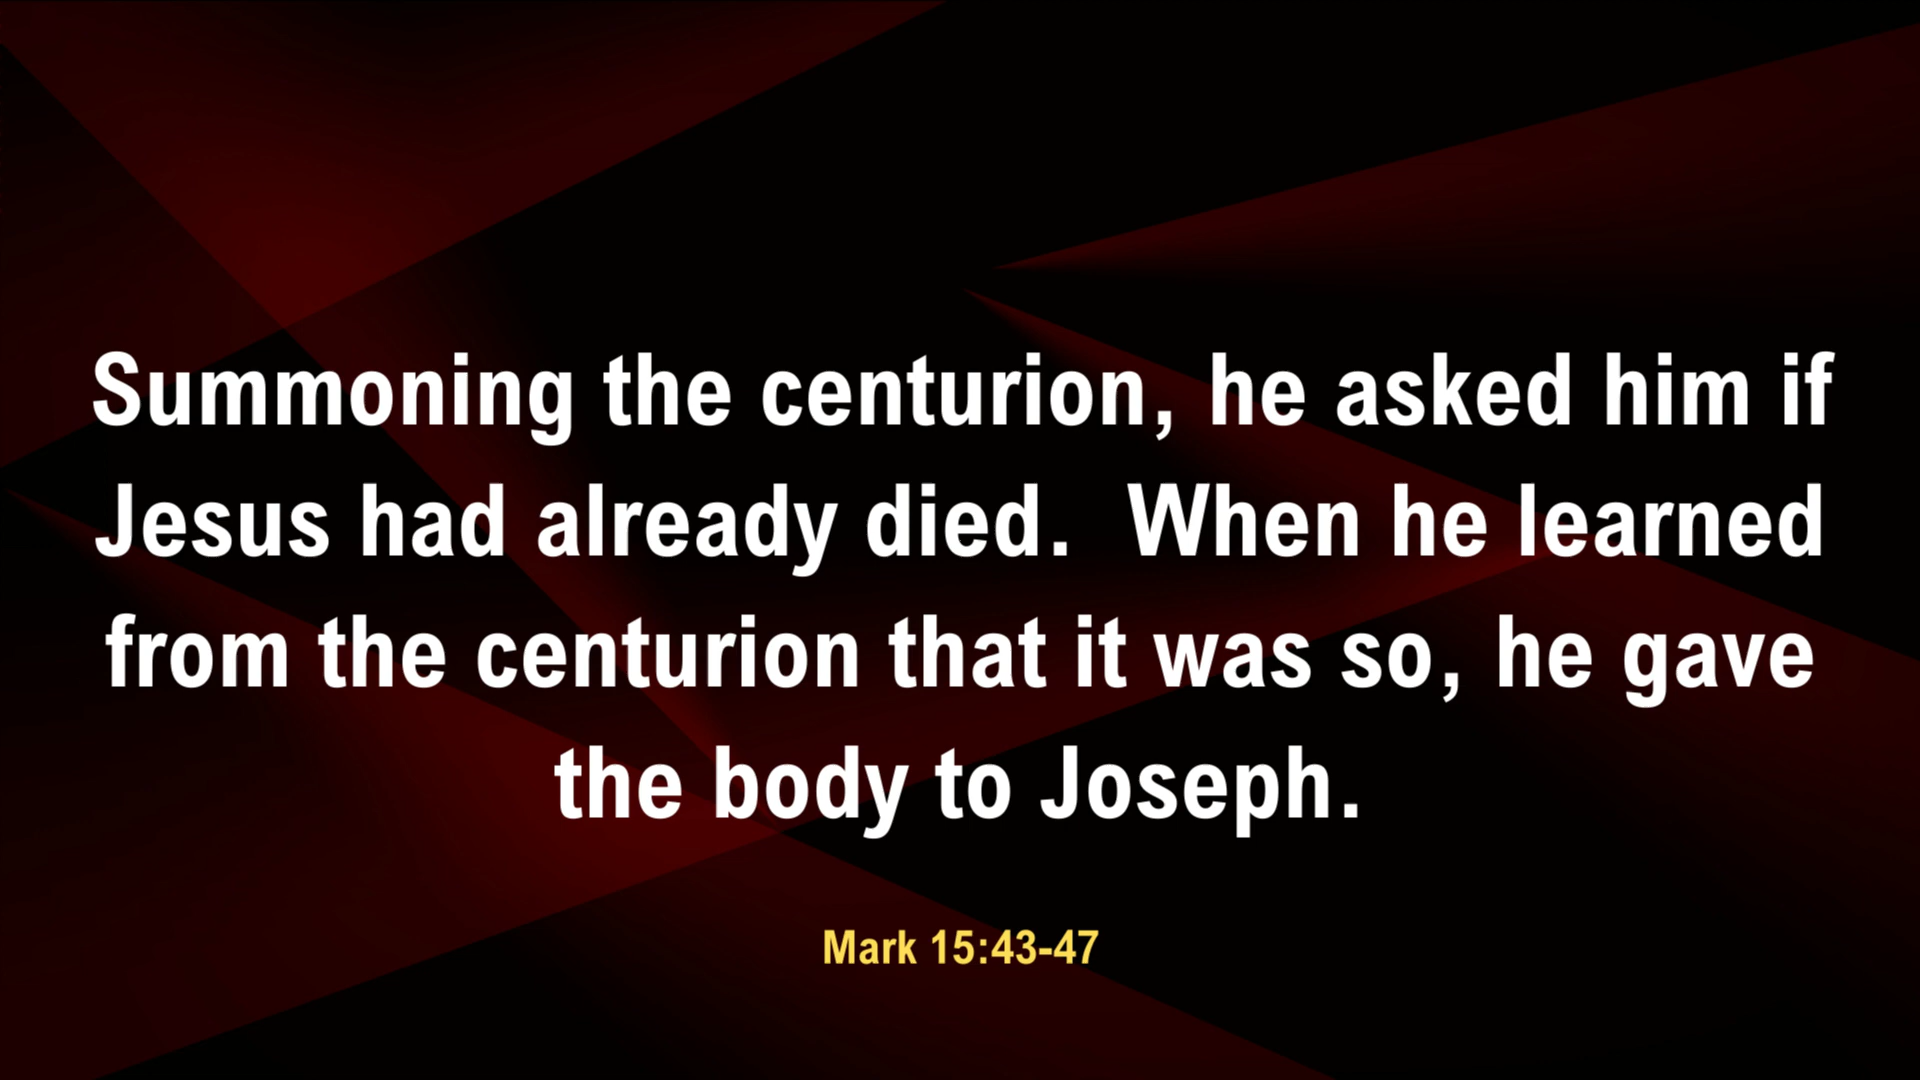 Summoning the centurion, he asked him if
Jesus had already died.  When he learned
from the centurion that it was so, he gave
the body to Joseph.
Mark 15:43-47